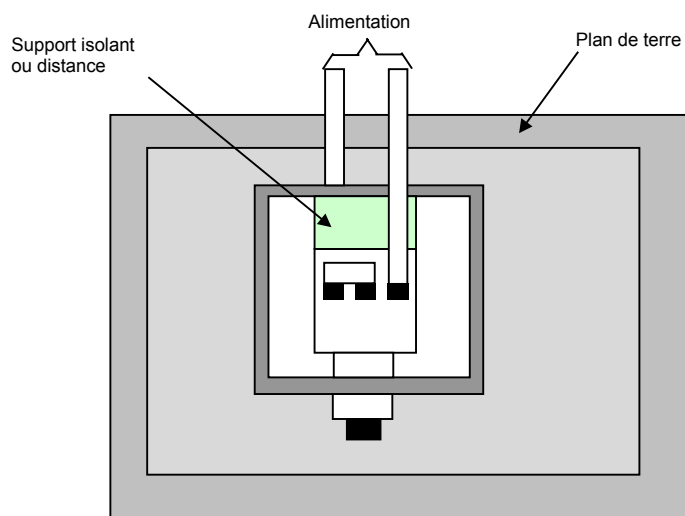 Alimentation
Support isolant
ou distance
Plan de terre